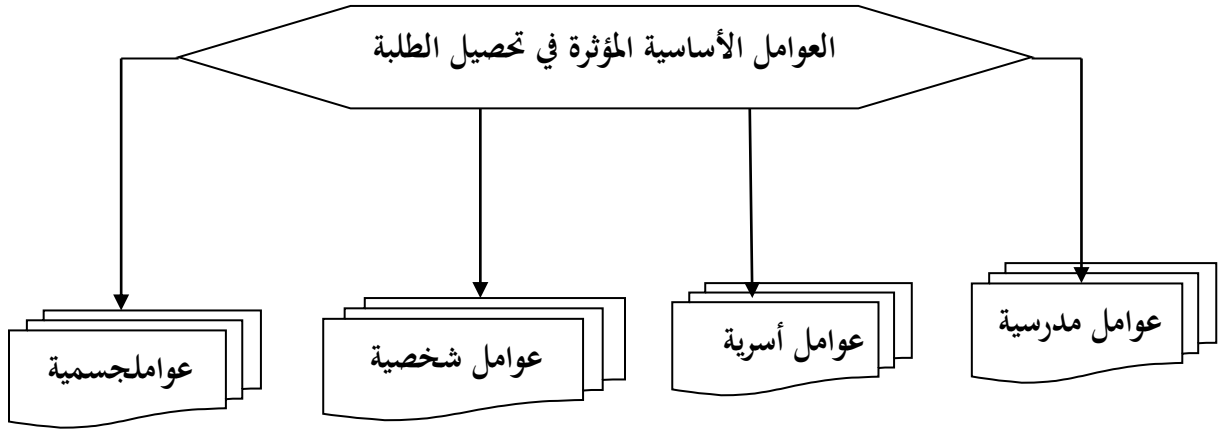 العوامل الأساسية المؤثرة في تحصيل الطلبة
عوامل مدرسية
عوامل أسرية
عوامل شخصية
عواملجسمية